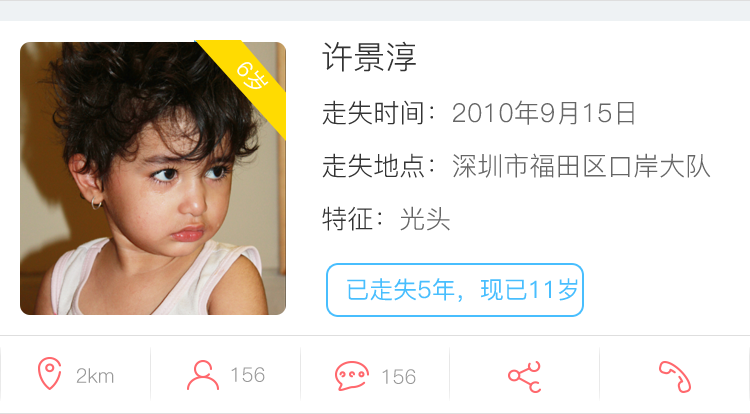 6岁
许景淳
走失时间：2010年9月15日
走失地点：深圳市福田区口岸大队
特征：光头
已走失5年，现已11岁
2km
156
156